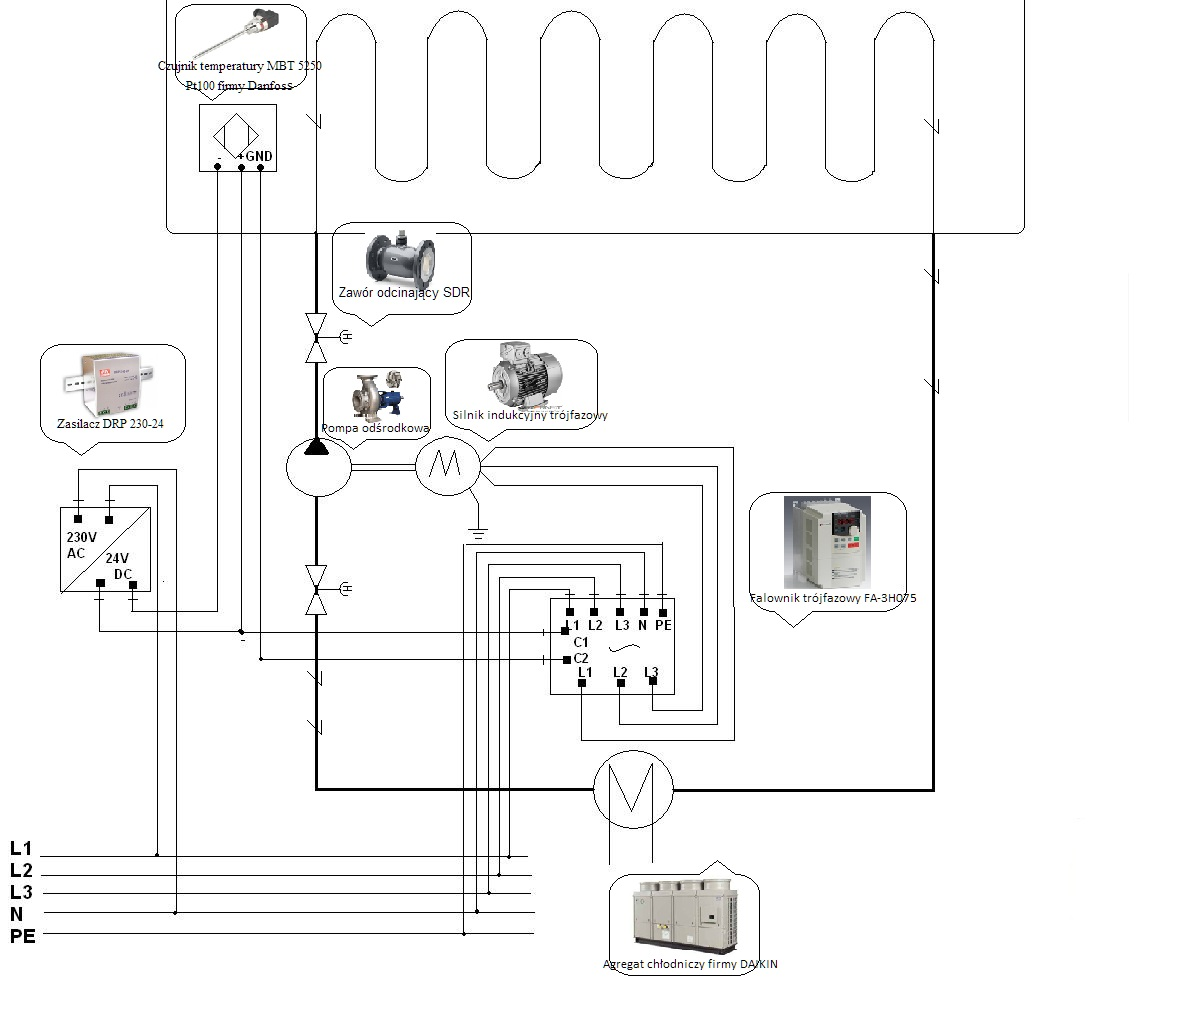 Czujnik temperatury MBT 5250
Pt100 firmy Danfoss
- +GND
Zawór odcinający SDR
Zasilacz DRP 230-24
Pompa odśrodkowa
Silnik indukcyjny trójfazowy
230V
AC
24V
DC
Falownik trójfazowy FA-3H075
L1 L2 L3 N PE
C1
C2
L1 L2 L3
-
L1
L2
L3
N
PE
Agregat chłodniczy firmy DAIKIN